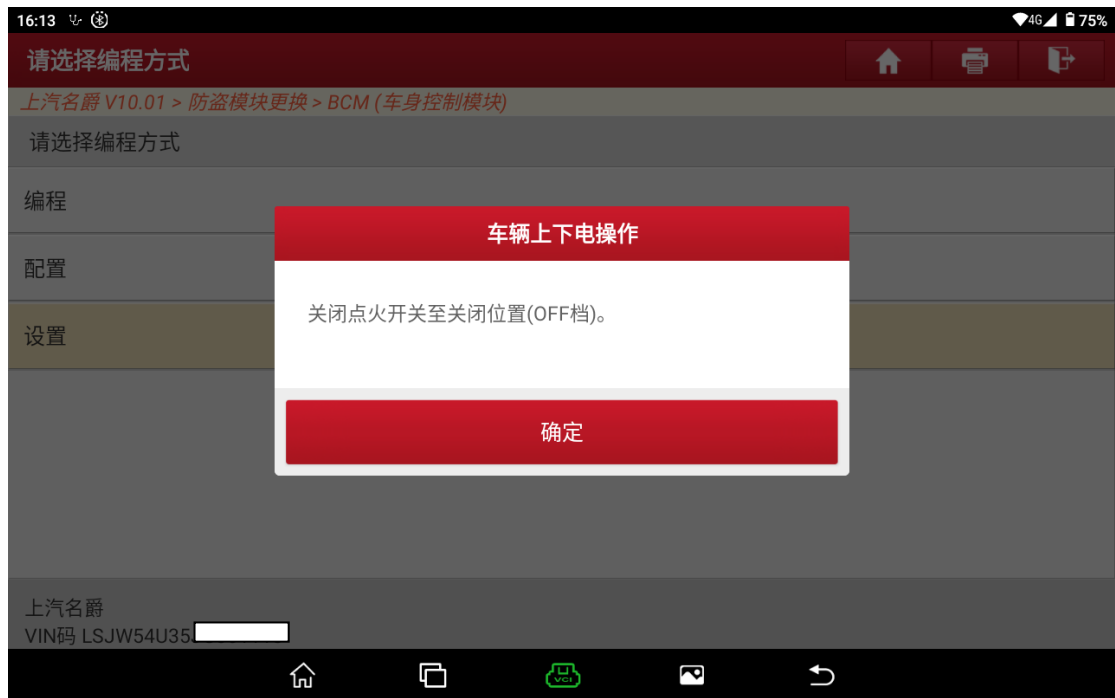 16:13
4G 75%
请选择编程方式
上汽名爵 V10.01 > 防盗模块更换 > BCM (车身控制模块)
请选择编程方式
编程
车辆上下电操作
配置
关闭点火开关至关闭位置(OFF档)。
设置
确定
上汽名爵
VIN码 LSJW54U35
VCI